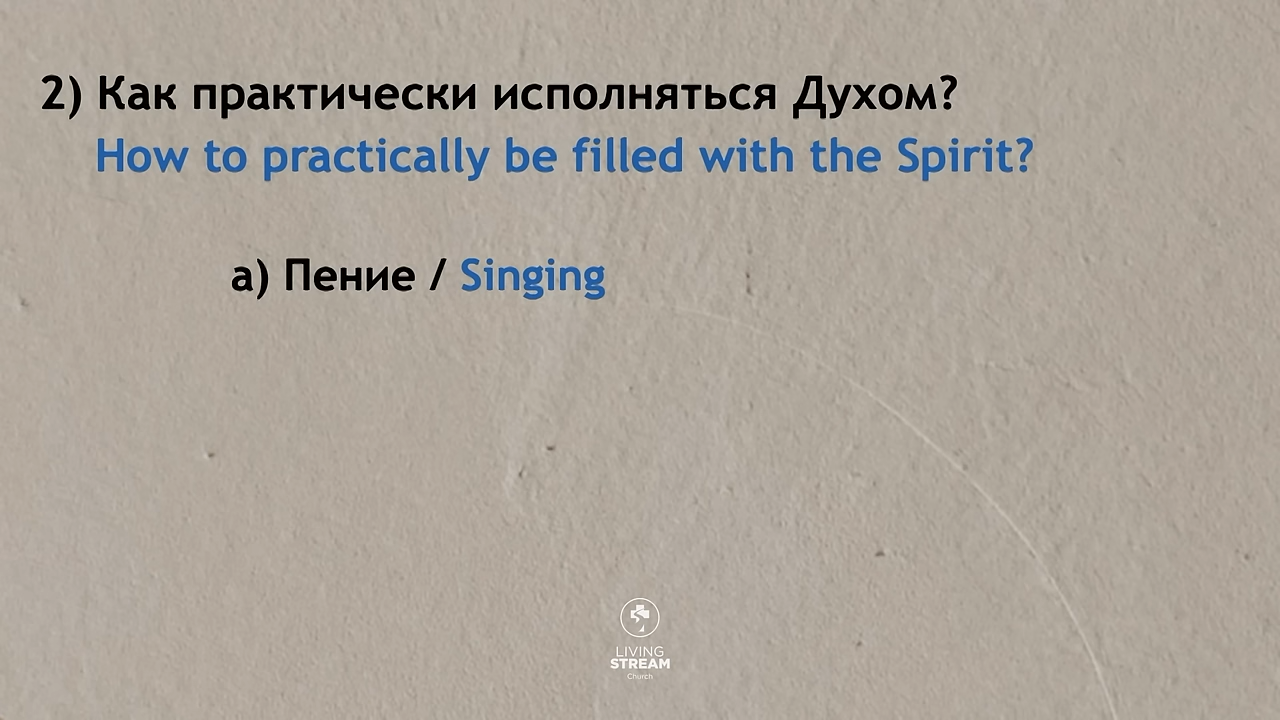 2) Как практически исполняться Духом?
How to practically be filled with the Spirit?
а) Пение / Singing
LIVING
STREAM
Church